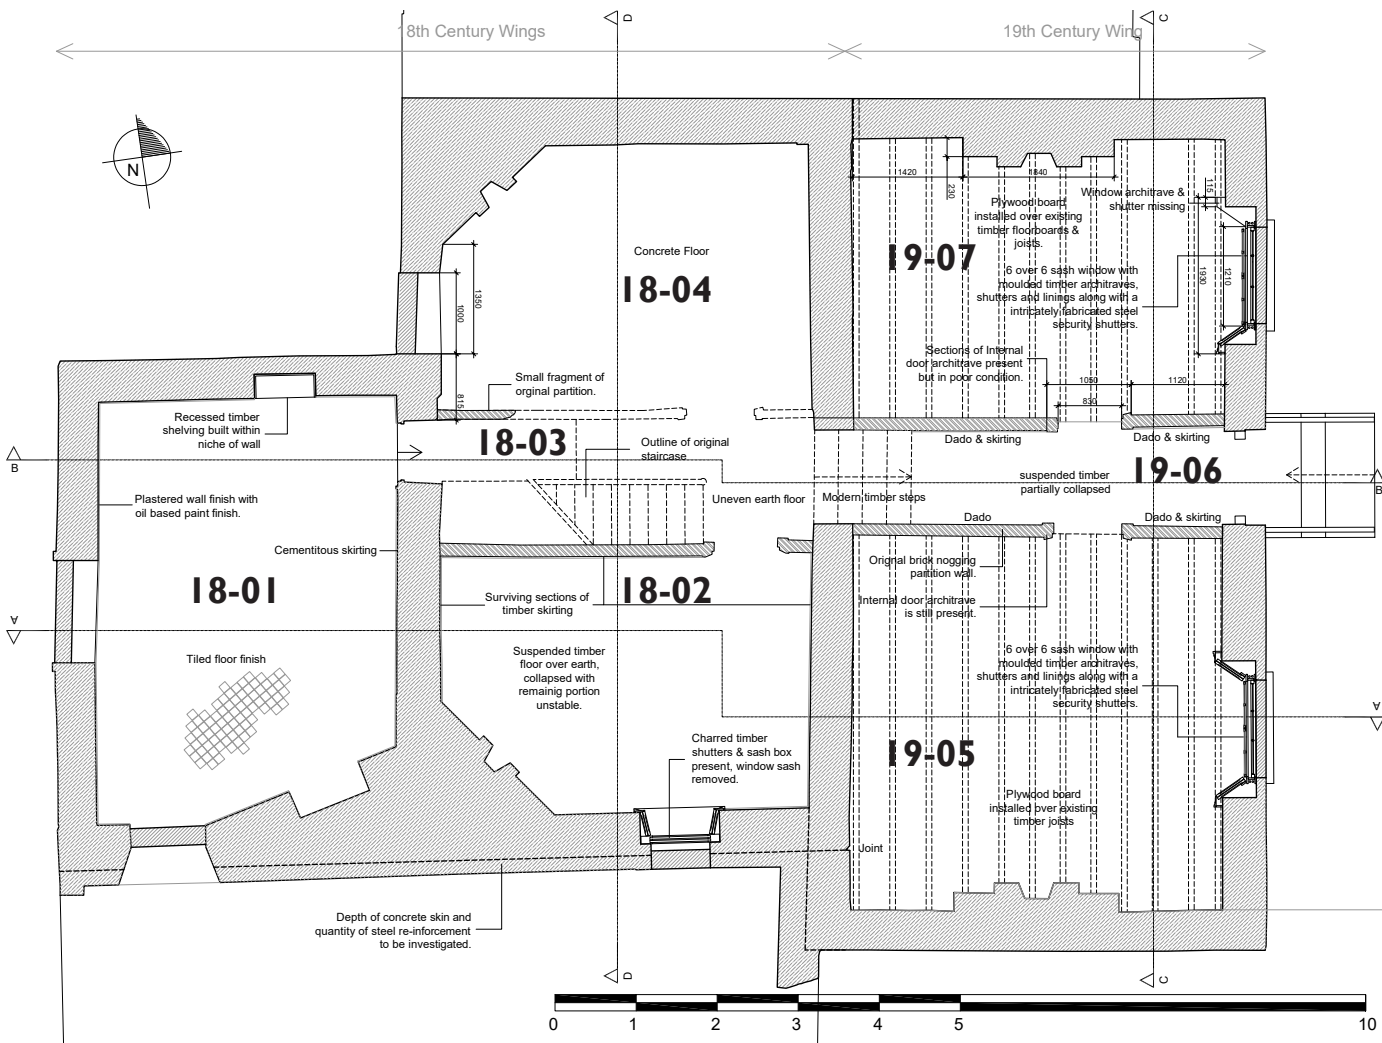 18th Century Wings
19th Century Wing
D
C
N
1420
1840
230
115
Window architrave &
shutter missing
Plywood board
installed over existing
timber floorboards &
joists.
Concrete Floor
18-04
19-07
6 over 6 sash window with
moulded timber architraves,
shutters and linings along with a
intricately fabricated steel
security shutters.
1350
1000
1930
1210
Sections of Internal
door architrave present
but in poor condition.
Small fragment of
orginal partition.
815
1050
1120
830
Recessed timber
shelving built within
niche of wall
18-03
Outline of original
staircase
Dado & skirting
Dado & skirting
19-06
B
suspended timber
partially collapsed
B
Plastered wall finish with
oil based paint finish.
Uneven earth floor
Modern timber steps
Dado
Dado & skirting
Cementitous skirting
Orignal brick nogging
partition wall.
18-01
18-02
Surviving sections of
timber skirting
Internal door architrave
is still present.
A
Tiled floor finish
Suspended timber
floor over earth,
collapsed with
remainig portion
unstable.
6 over 6 sash window with
moulded timber architraves,
shutters and linings along with a
intricately fabricated steel
security shutters.
A
Charred timber
shutters & sash box
present, window sash
removed.
19-05
Plywood board
installed over existing
timber joists
Joint
Depth of concrete skin and
quantity of steel re-inforcement
to be investigated.
D
C
0 1 2 3 4 5 10